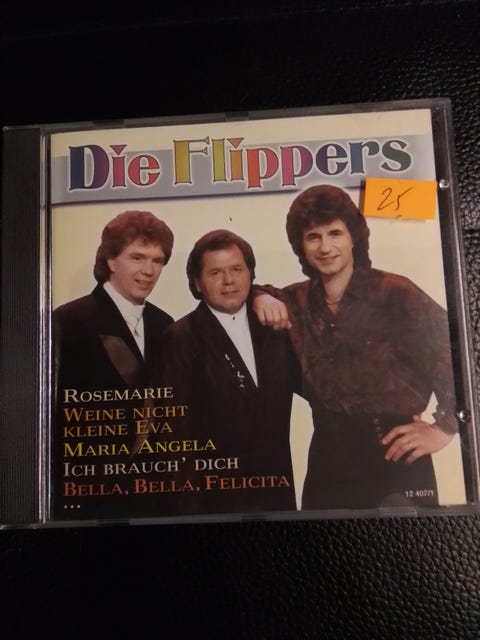 Die Flippers
25
Rosemarie
Weine nicht
kleine Eva
Maria Angela
Ich brauch' dich
Bella, Bella, Felicita
...
12 407/1